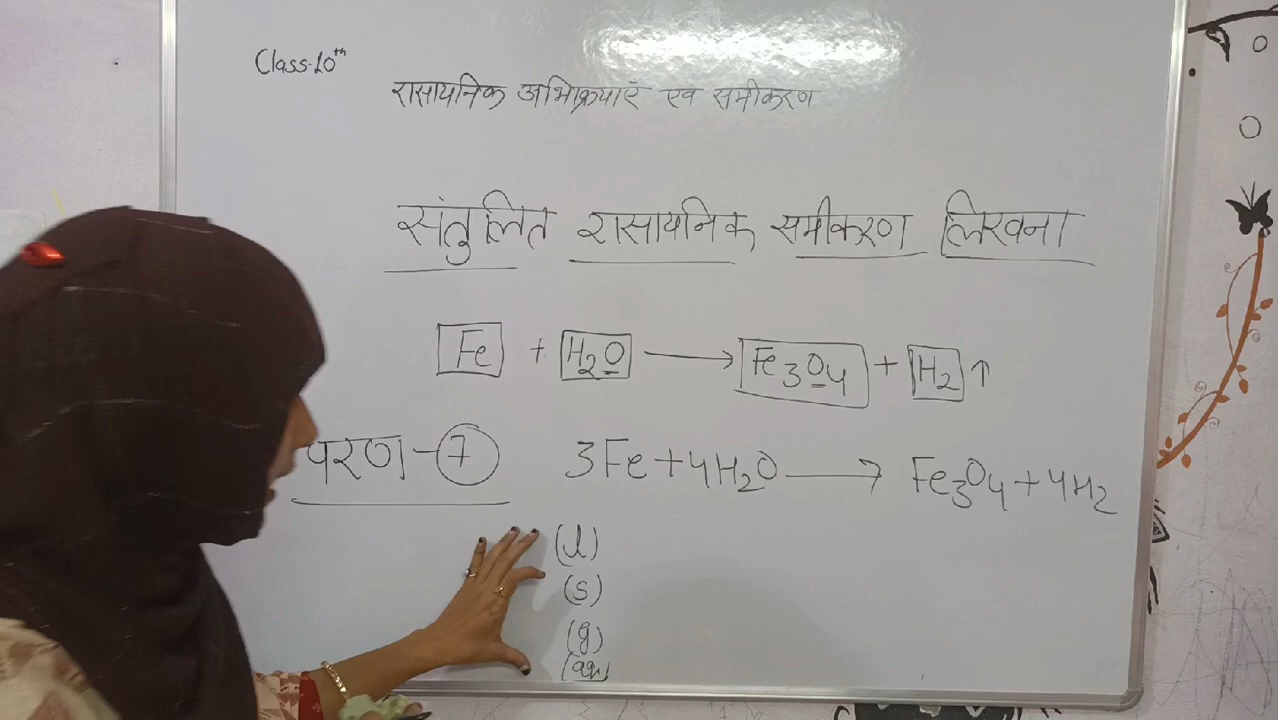 Class-10th
रासायनिक अभिक्रयाएं एव समीकरण
संतुलित रासायनिक समीकरण लिखना
Fe + H2O → Fe3O4 + H2 ↑
चरण-7 3Fe+4H2O → Fe3O4+4H2
(l)
(s)
(g)
(aq)